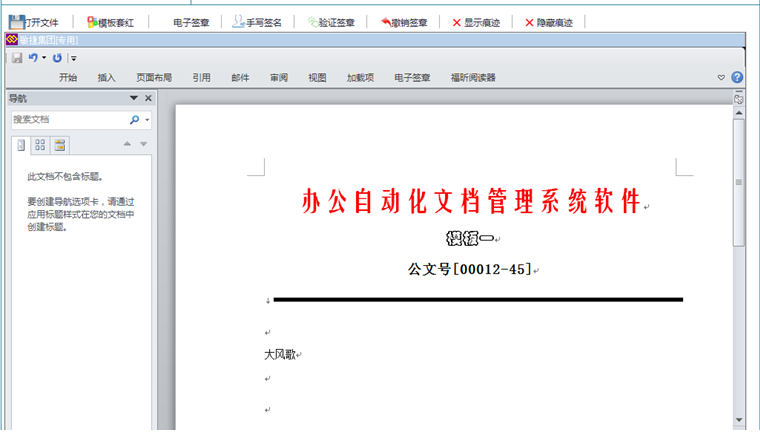 打开文件 模板套红 电子签章 手写签名 验证签章 撤销签章 显示痕迹 隐藏痕迹
敏捷集团[专用]
开始 插入 页面布局 引用 邮件 审阅 视图 加载项 电子签章 福昕阅读器
导航
搜索文档
此文档不包含标题。
要创建导航选项卡，请通过
应用标题样式在您的文档中
创建标题。
办公自动化文档管理系统软件
模板一
公文号[00012-45]
大风歌